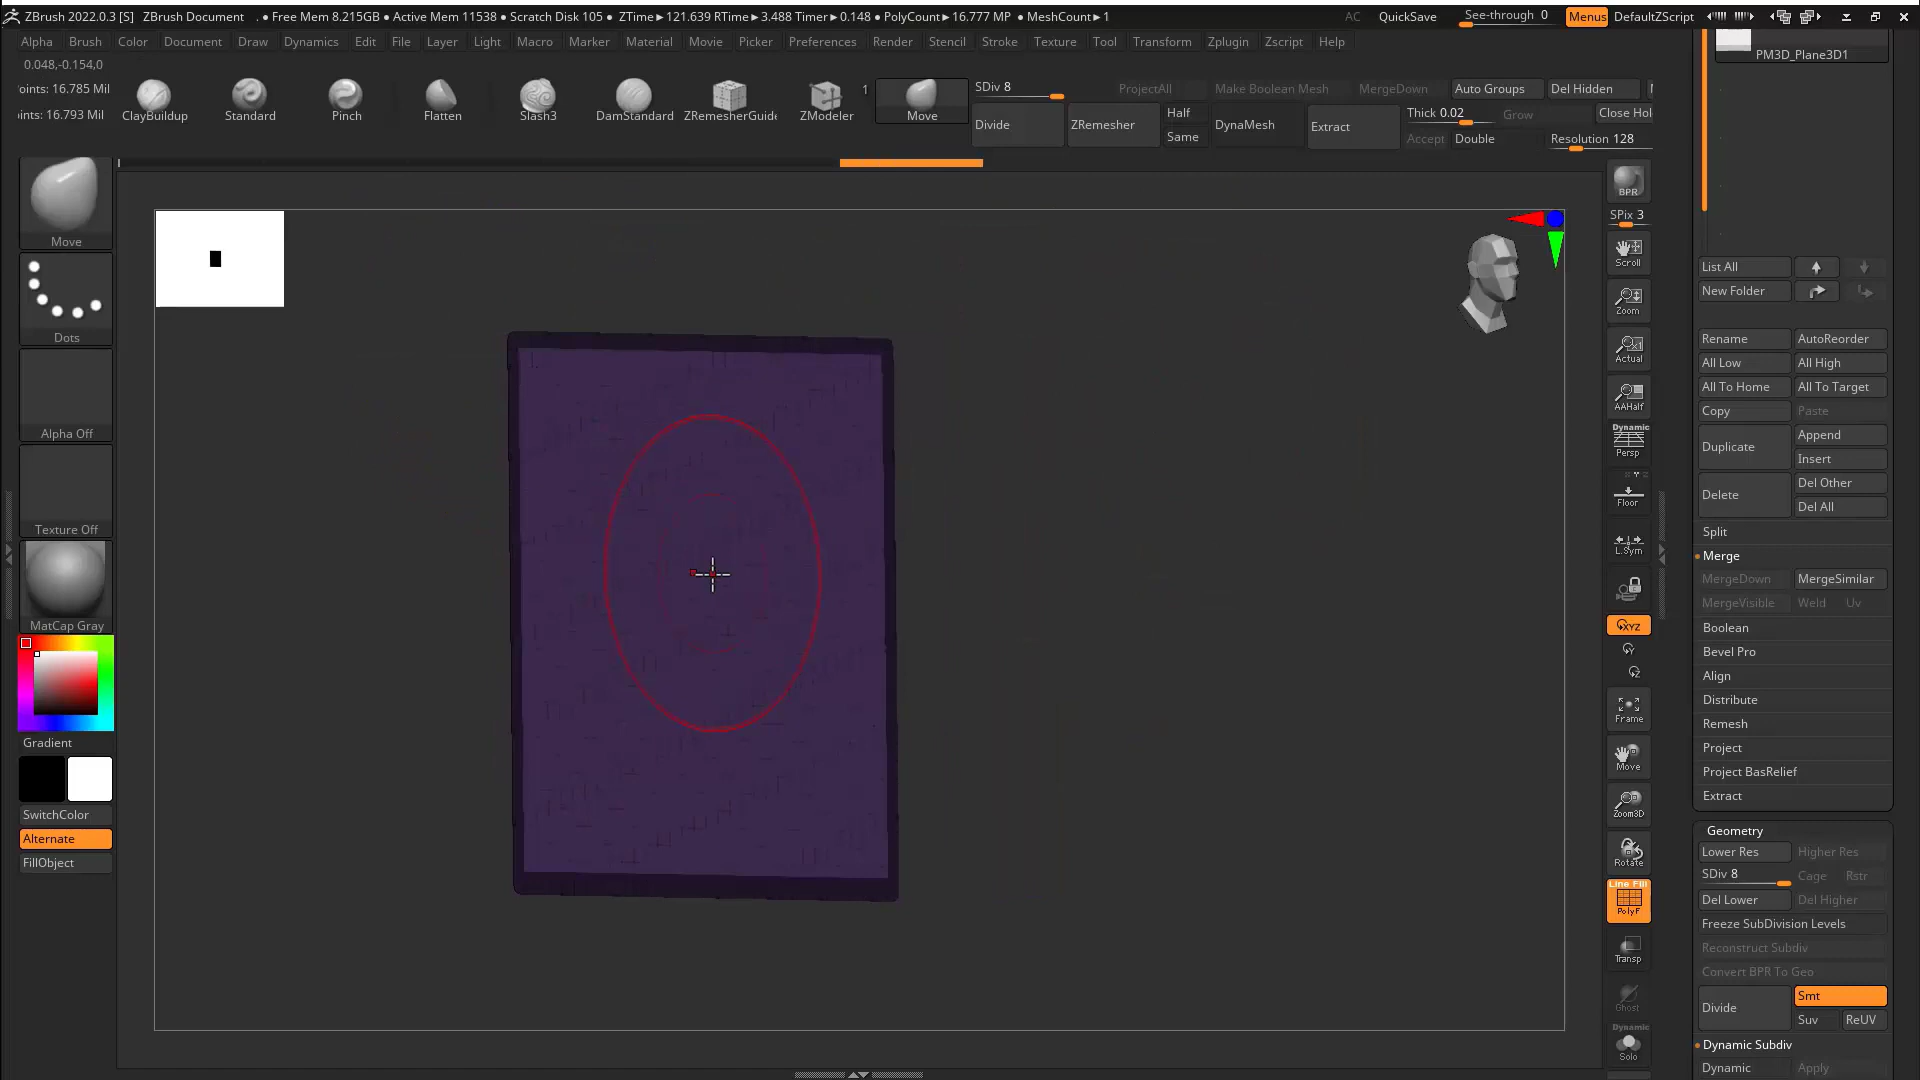 ZBrush 2022.0.3 [S] ZBrush Document . ● Free Mem 8.215GB ● Active Mem 11538 ● Scratch Disk 105 ● ZTime►121.639 RTime►3.488 Timer►0.148 ● PolyCount►16.777 MP ● MeshCount►1 AC QuickSave See-through 0 Menus DefaultZScript
Alpha Brush Color Document Draw Dynamics Edit File Layer Light Macro Marker Material Movie Picker Preferences Render Stencil Stroke Texture Tool Transform Zplugin Zscript Help
PM3D_Plane3D1
0.048,-0.154,0
oints: 16.785 Mil
ints: 16.793 Mil
ClayBuildup Standard Pinch Flatten Slash3 DamStandard ZRemesherGuide ZModeler 1 Move
SDiv 8 ProjectAll Make Boolean Mesh MergeDown Auto Groups Del Hidden
Divide ZRemesher Half Same DynaMesh Extract Thick 0.02 Grow Close Hol
Accept Double Resolution 128
Move
Dots
Alpha Off
Texture Off
MatCap Gray
Gradient
SwitchColor
Alternate
FillObject
BPR
SPix 3
Scroll
Zoom
Actual
AAHalf
Dynamic
Persp
Floor
L.Sym
XYZ
Frame
Move
Zoom3D
Rotate
Line Fill
PolyF
Transp
Ghost
Dynamic
Solo
List All
New Folder
Rename AutoReorder
All Low All High
All To Home All To Target
Copy Paste
Duplicate Append
Insert
Delete Del Other
Del All
Split
Merge
MergeDown MergeSimilar
MergeVisible Weld Uv
Boolean
Bevel Pro
Align
Distribute
Remesh
Project
Project BasRelief
Extract
Geometry
Lower Res Higher Res
SDiv 8 Cage Rstr
Del Lower Del Higher
Freeze SubDivision Levels
Reconstruct Subdiv
Convert BPR To Geo
Divide Smt
Suv ReUV
Dynamic Subdiv
Dynamic Apply